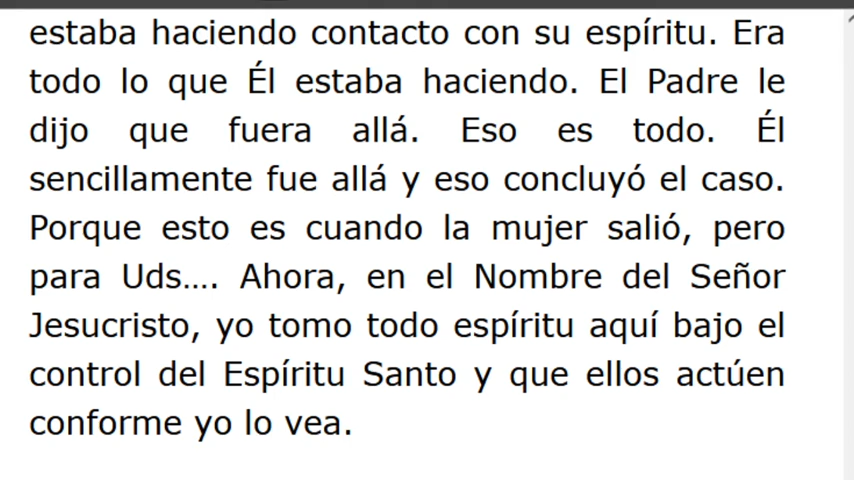 estaba haciendo contacto con su espíritu. Era
todo lo que Él estaba haciendo. El Padre le
dijo que fuera allá. Eso es todo. Él
sencillamente fue allá y eso concluyó el caso.
Porque esto es cuando la mujer salió, pero
para Uds.... Ahora, en el Nombre del Señor
Jesucristo, yo tomo todo espíritu aquí bajo el
control del Espíritu Santo y que ellos actúen
conforme yo lo vea.